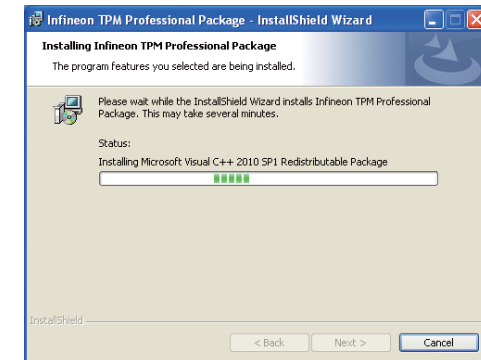 Infineon TPM Professional Package - InstallShield Wizard
Installing Infineon TPM Professional Package
The program features you selected are being installed.
Please wait while the InstallShield Wizard installs Infineon TPM Professional
Package. This may take several minutes.
Status:
Installing Microsoft Visual C++ 2010 SP1 Redistributable Package
InstallShield
< Back
Next >
Cancel